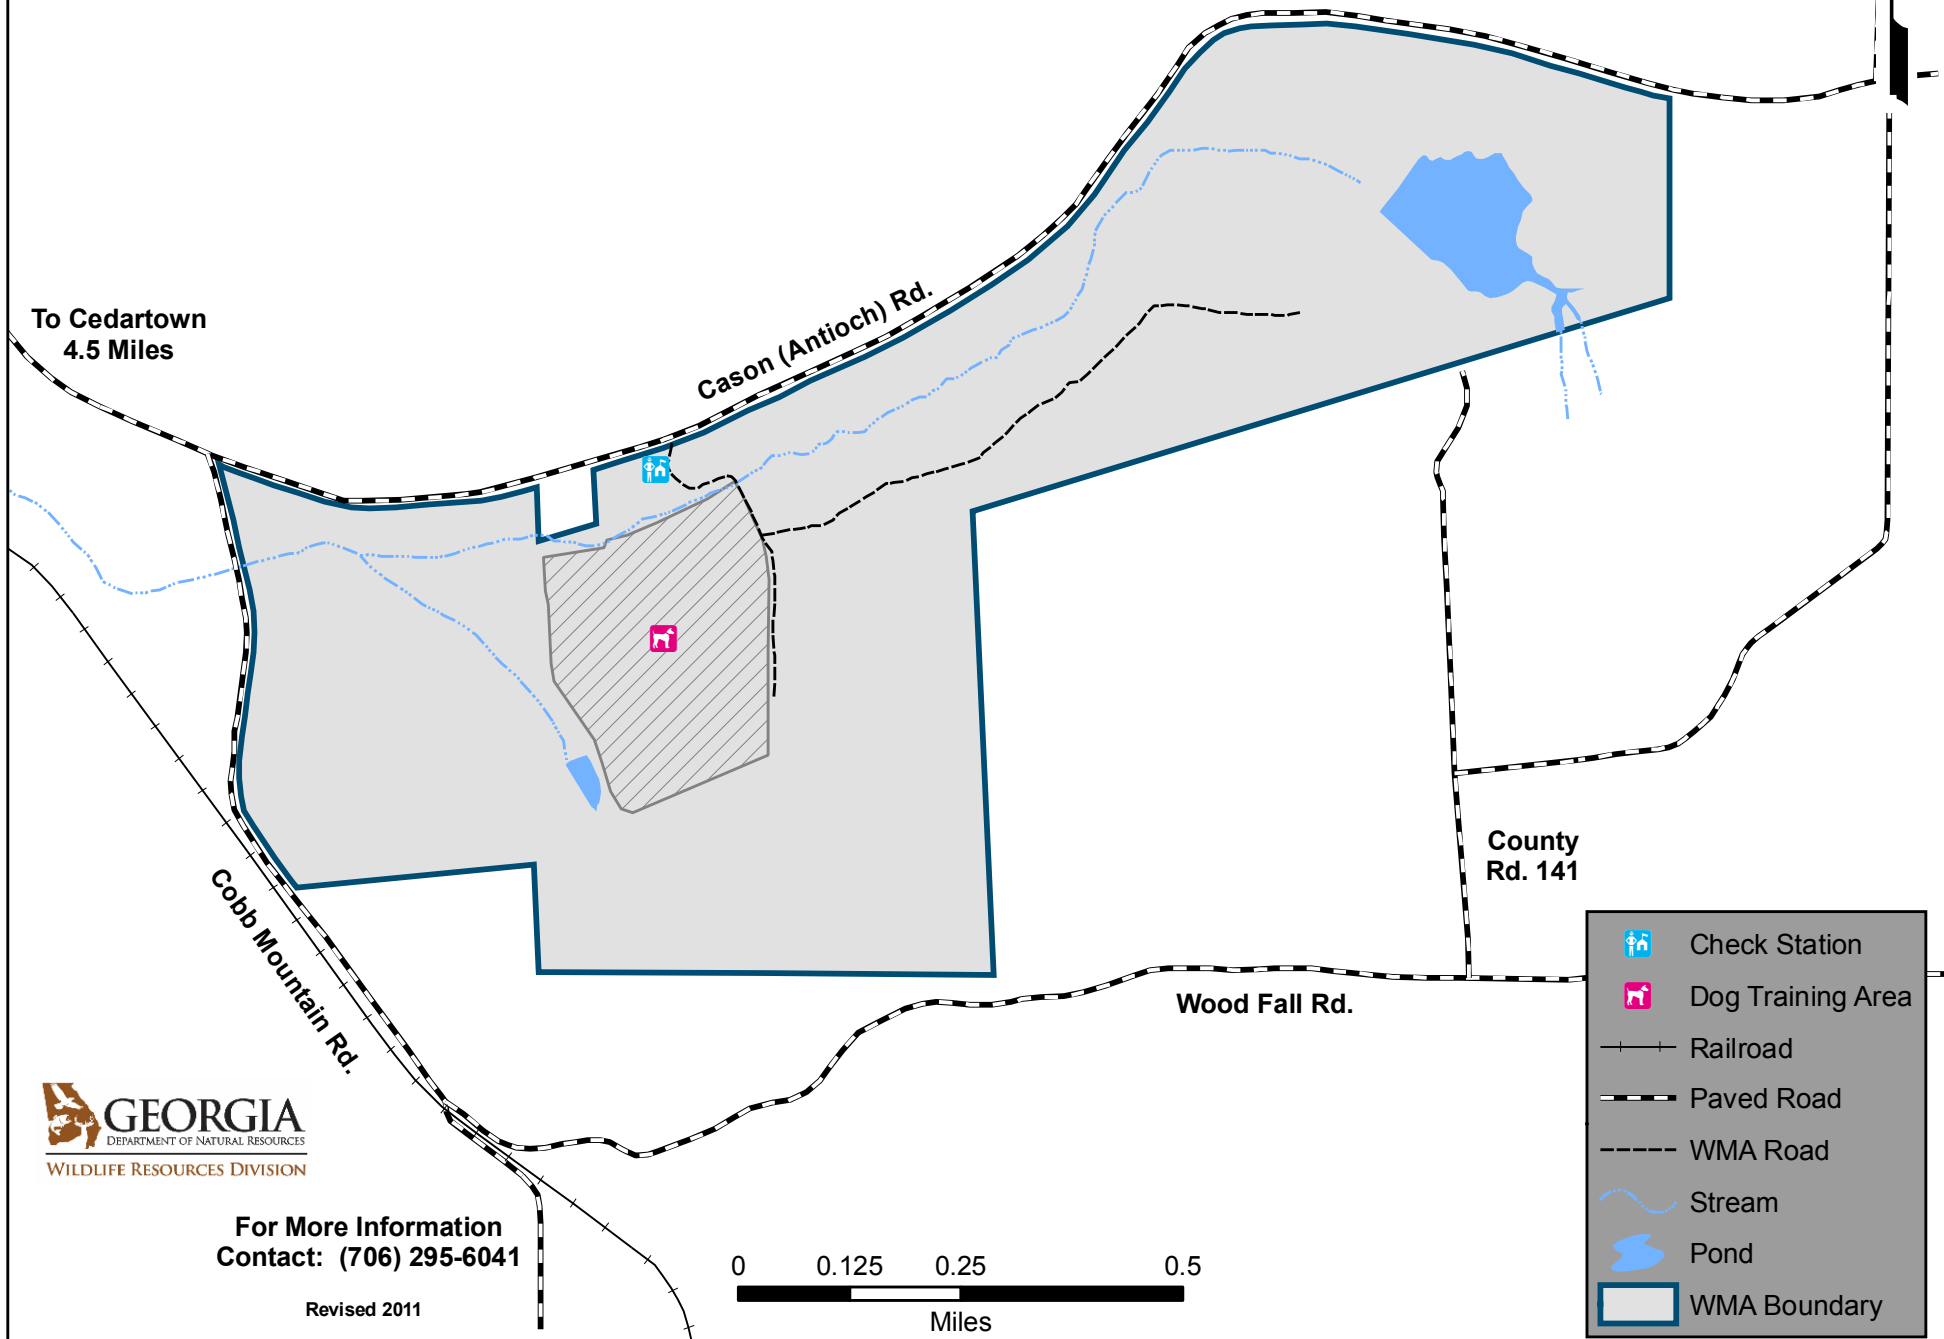 To Cedartown
4.5 Miles
Cason (Antioch) Rd.
Cobb Mountain Rd.
County
Rd. 141
Wood Fall Rd.
Check Station
Dog Training Area
Railroad
Paved Road
WMA Road
Stream
Pond
WMA Boundary
GEORGIA
DEPARTMENT OF NATURAL RESOURCES
WILDLIFE RESOURCES DIVISION
For More Information
Contact: (706) 295-6041
Revised 2011
0 0.125 0.25 0.5
Miles